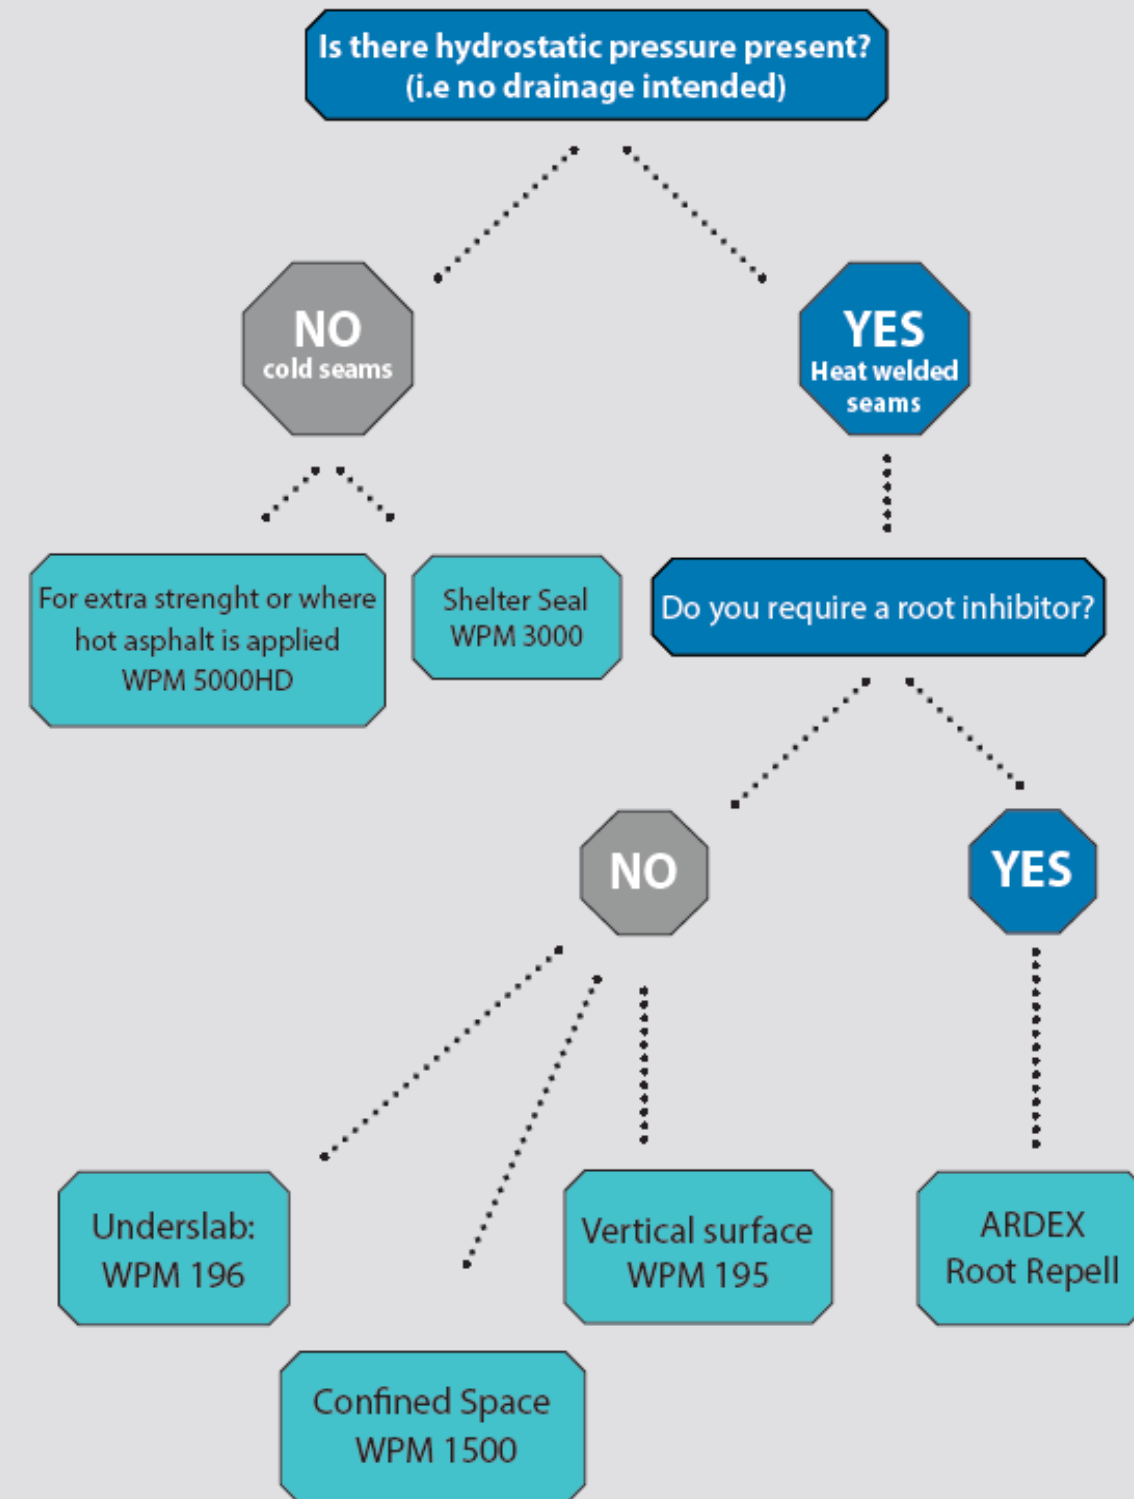 Is there hydrostatic pressure present?
(i.e no drainage intended)
NO
cold seams
YES
Heat welded
seams
For extra strenght or where
hot asphalt is applied
WPM 5000HD
Shelter Seal
WPM 3000
Do you require a root inhibitor?
NO
YES
Underslab:
WPM 196
Vertical surface
WPM 195
ARDEX
Root Repell
Confined Space
WPM 1500